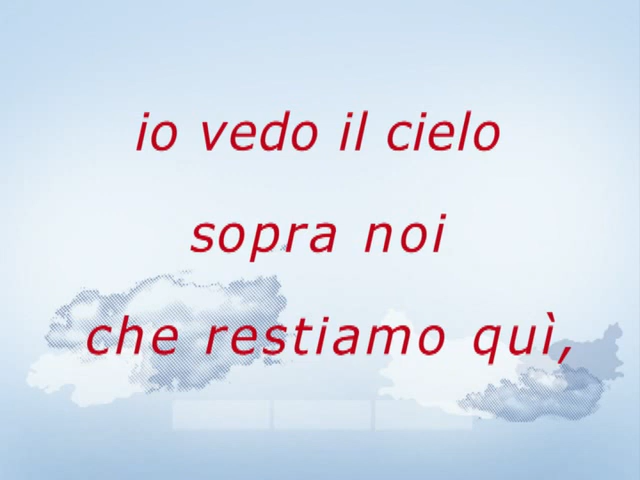 io vedo il cielo
sopra noi
che restiamo quì,